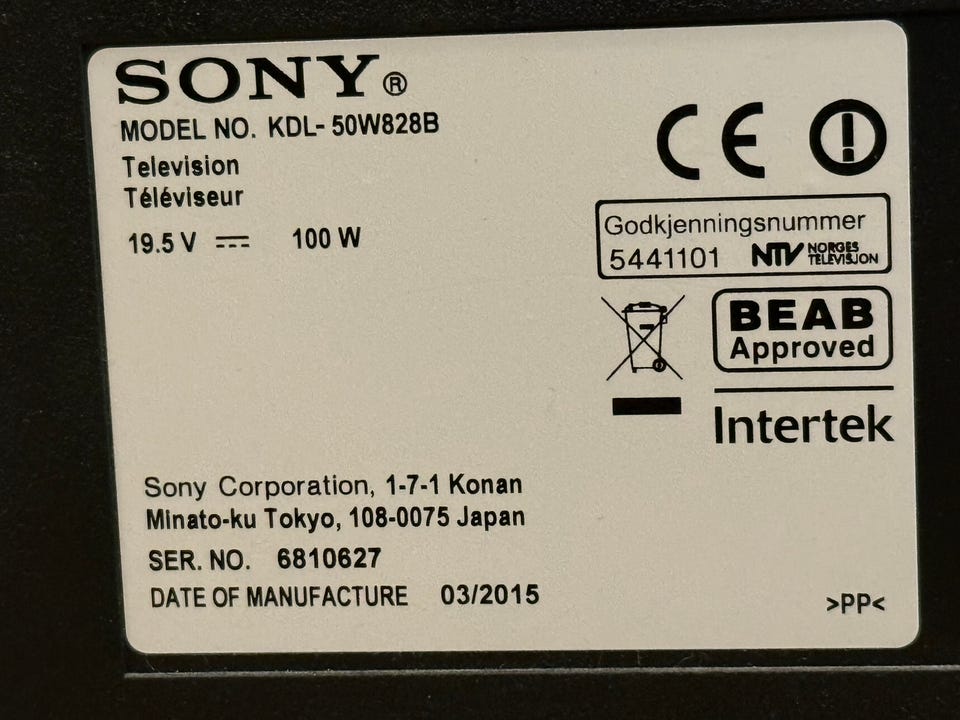 SONY®
MODEL NO. KDL-50W828B
Television
Téléviseur
19.5 V ⎓ 100 W
CE
Godkjenningsnummer
5441101 NTV NORGES TELEVISJON
BEAB
Approved
Intertek
Sony Corporation, 1-7-1 Konan
Minato-ku Tokyo, 108-0075 Japan
SER. NO. 6810627
DATE OF MANUFACTURE 03/2015
>PP<